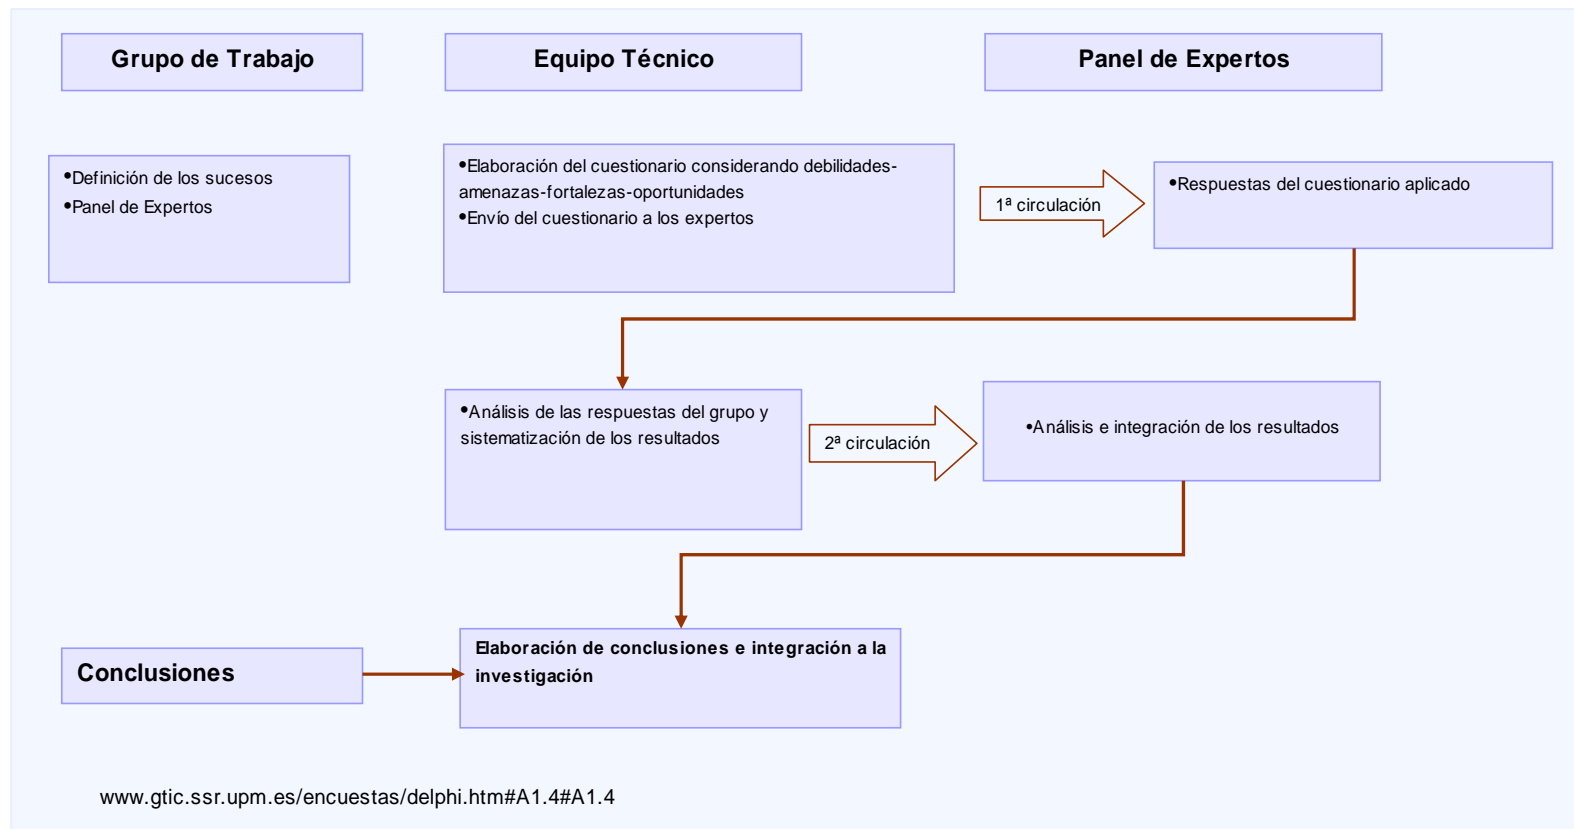 Grupo de Trabajo
Equipo Técnico
Panel de Expertos
•Definición de los sucesos
•Panel de Expertos
•Elaboración del cuestionario considerando debilidades-
amenazas-fortalezas-oportunidades
•Envío del cuestionario a los expertos
1ª circulación
•Respuestas del cuestionario aplicado
•Análisis de las respuestas del grupo y
sistematización de los resultados
2ª circulación
•Análisis e integración de los resultados
Conclusiones
Elaboración de conclusiones e integración a la
investigación
www.gtic.ssr.upm.es/encuestas/delphi.htm#A1.4#A1.4